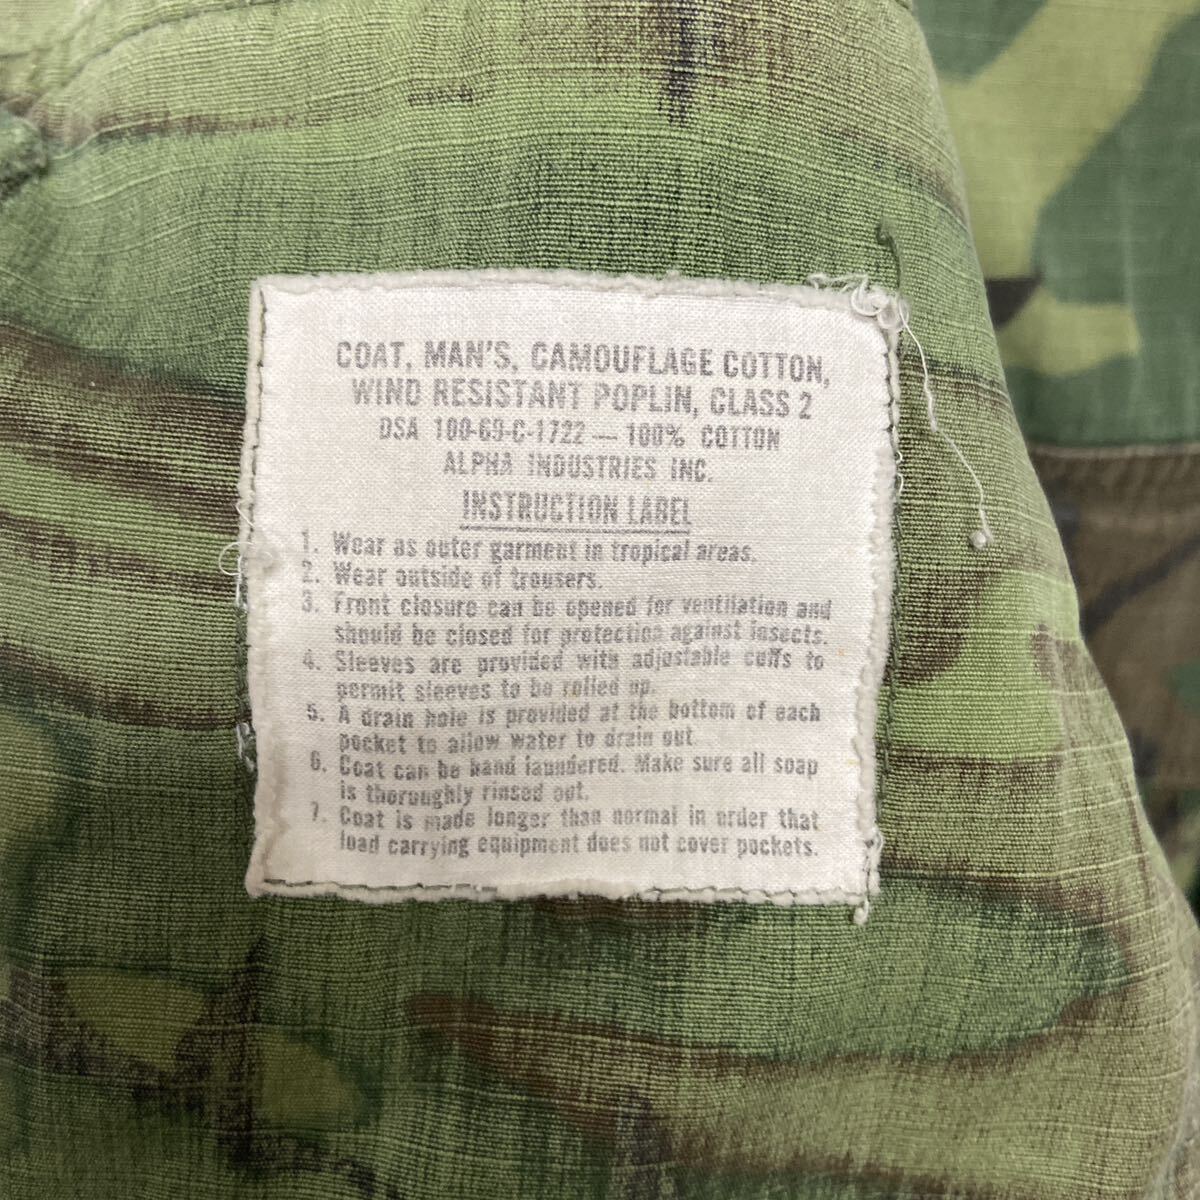 COAT, MAN'S, CAMOUFLAGE COTTON,
WIND RESISTANT POPLIN, CLASS 2
DSA 100-69-C-1722 — 100% COTTON
ALPHA INDUSTRIES INC.
INSTRUCTION LABEL
1. Wear as outer garment in tropical areas.
2. Wear outside of trousers.
3. Front closure can be opened for ventilation and
should be closed for protection against insects.
4. Sleeves are provided with adjustable cuffs to
permit sleeves to be rolled up.
5. A drain hole is provided at the bottom of each
pocket to allow water to drain out.
6. Coat can be hand laundered. Make sure all soap
is thoroughly rinsed out.
7. Coat is made longer than normal in order that
load carrying equipment does not cover pockets.